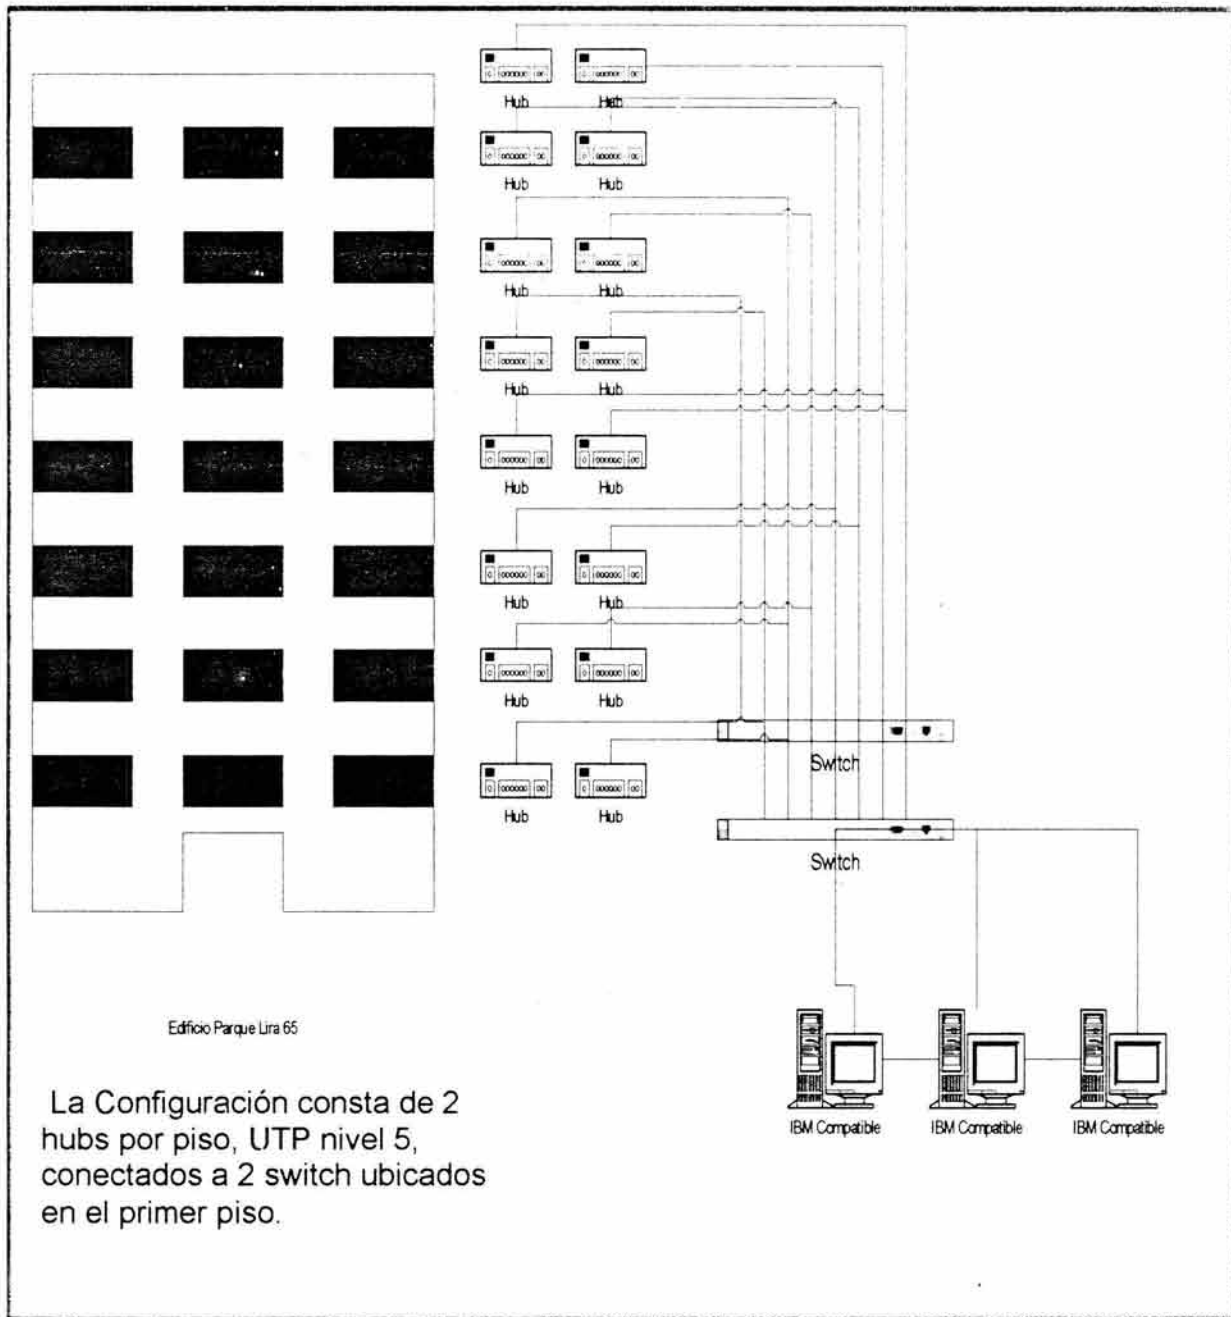 Hub Hub
Hub Hub
Hub Hub
Hub Hub
Hub Hub
Hub Hub
Hub Hub
Switch
Hub Hub
Switch
IBM Compatible IBM Compatible IBM Compatible
Edificio Parque Lira 65
La Configuración consta de 2
hubs por piso, UTP nivel 5,
conectados a 2 switch ubicados
en el primer piso.